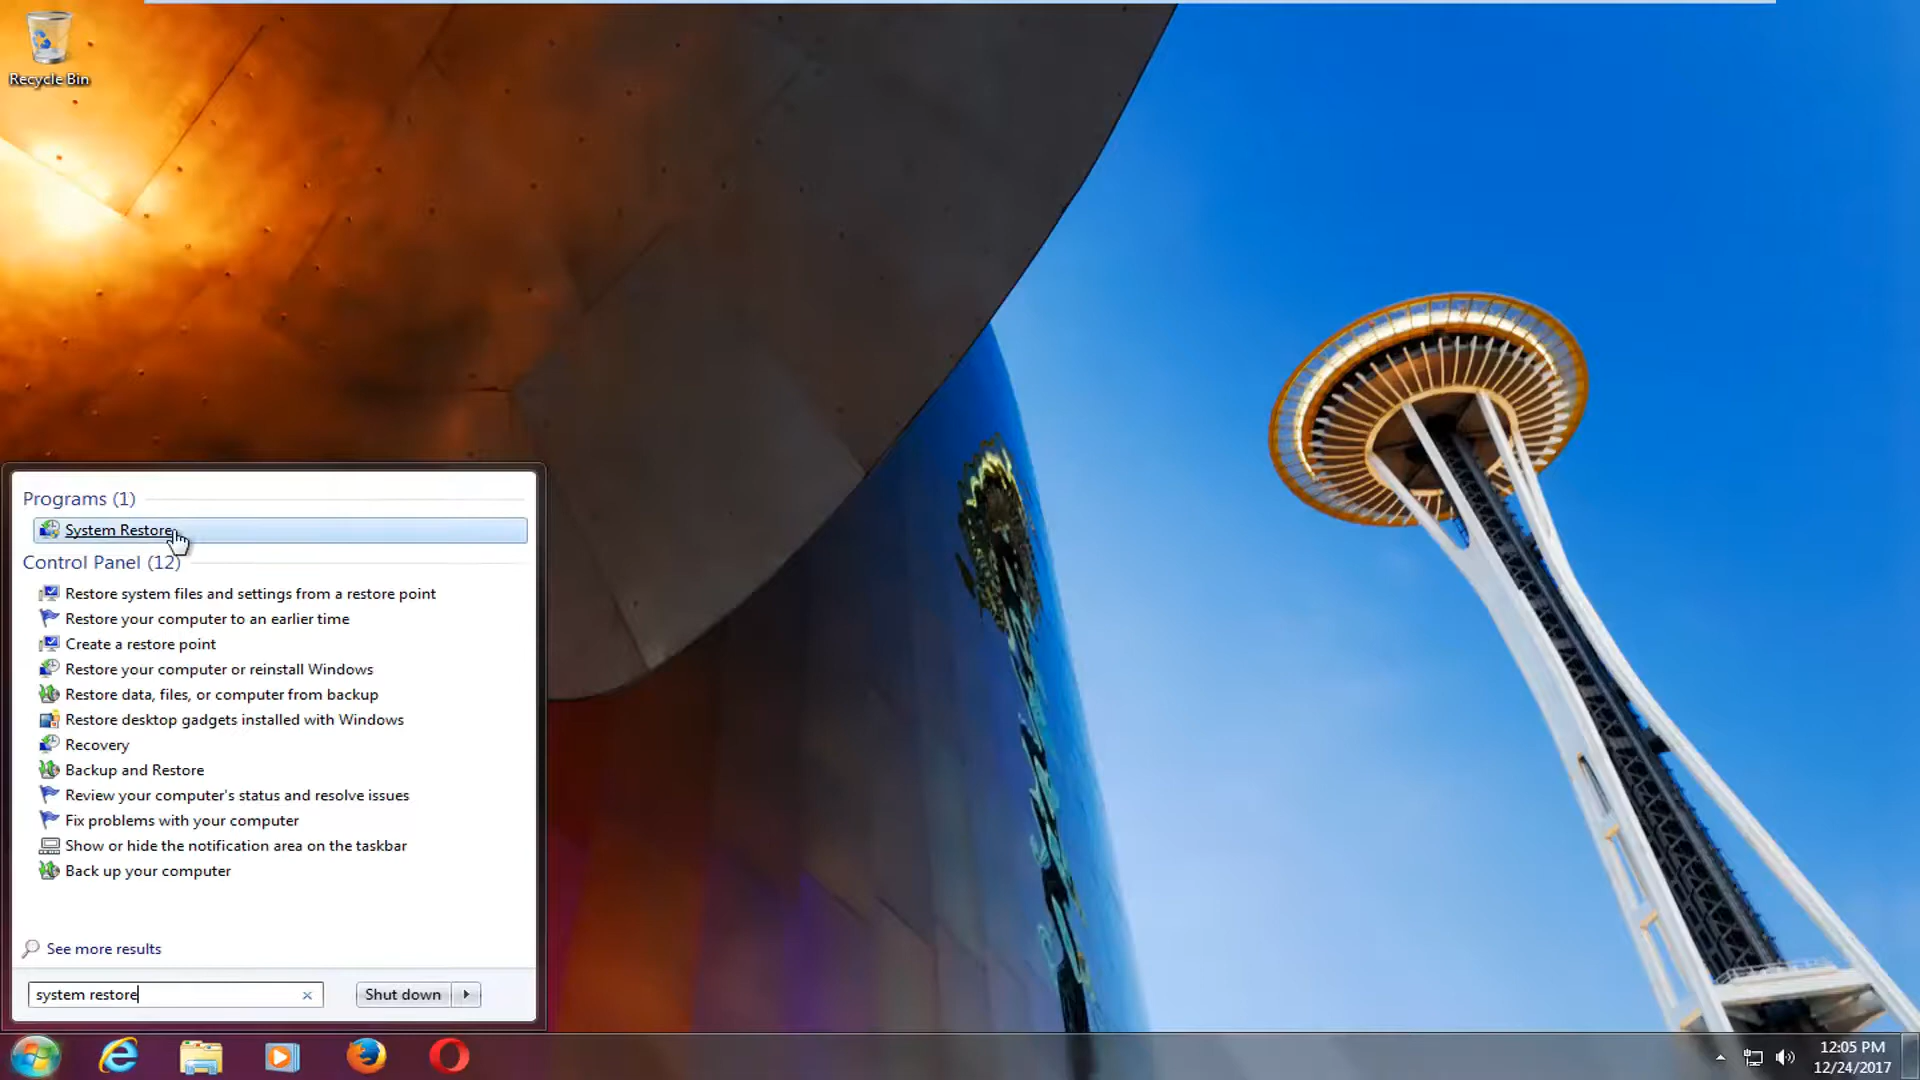 Recycle Bin
Programs (1)
System Restore
Control Panel (12)
Restore system files and settings from a restore point
Restore your computer to an earlier time
Create a restore point
Restore your computer or reinstall Windows
Restore data, files, or computer from backup
Restore desktop gadgets installed with Windows
Recovery
Backup and Restore
Review your computer's status and resolve issues
Fix problems with your computer
Show or hide the notification area on the taskbar
Back up your computer
See more results
system restore
Shut down
12:05 PM
12/24/2017